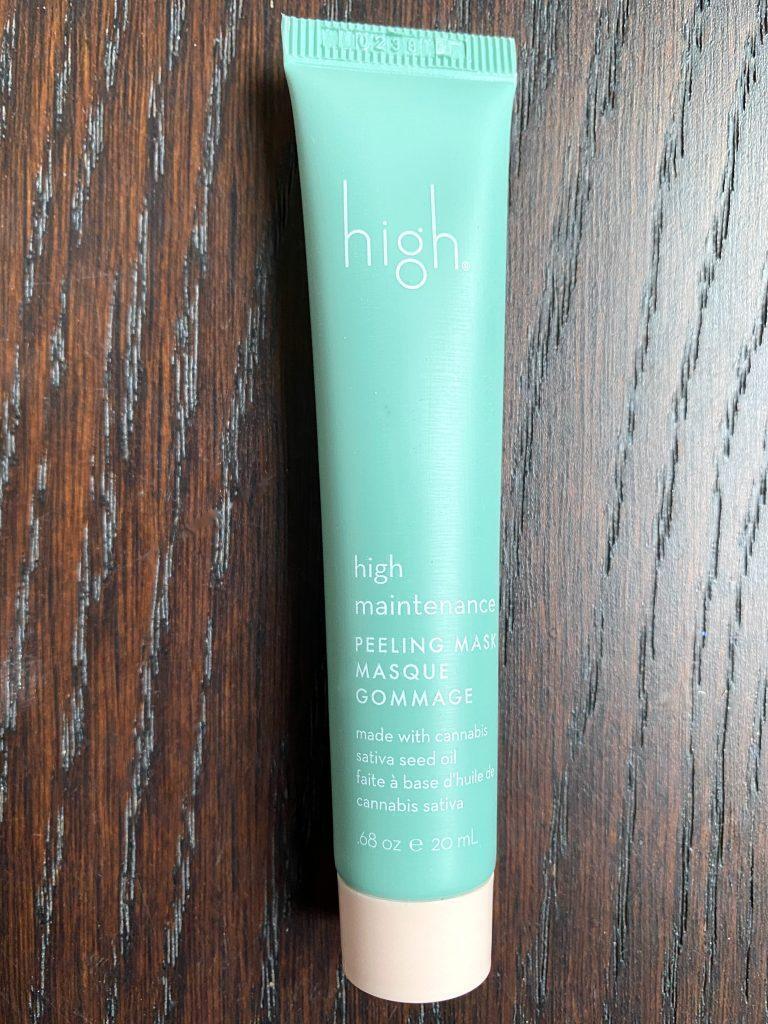 high®
high
maintenance
PEELING MASK
MASQUE
GOMMAGE
made with cannabis
sativa seed oil
faite à base d'huile de
cannabis sativa
.68 oz e 20 mL